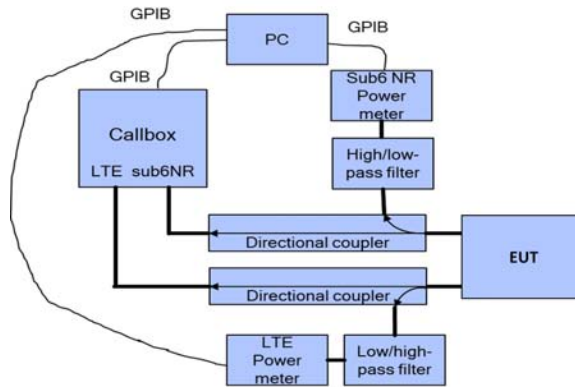 GPIB
PC
GPIB
GPIB
Sub6 NR
Power
meter
Callbox
LTE sub6NR
High/low-
pass filter
Directional coupler
EUT
Directional coupler
LTE
Power
meter
Low/high-
pass filter